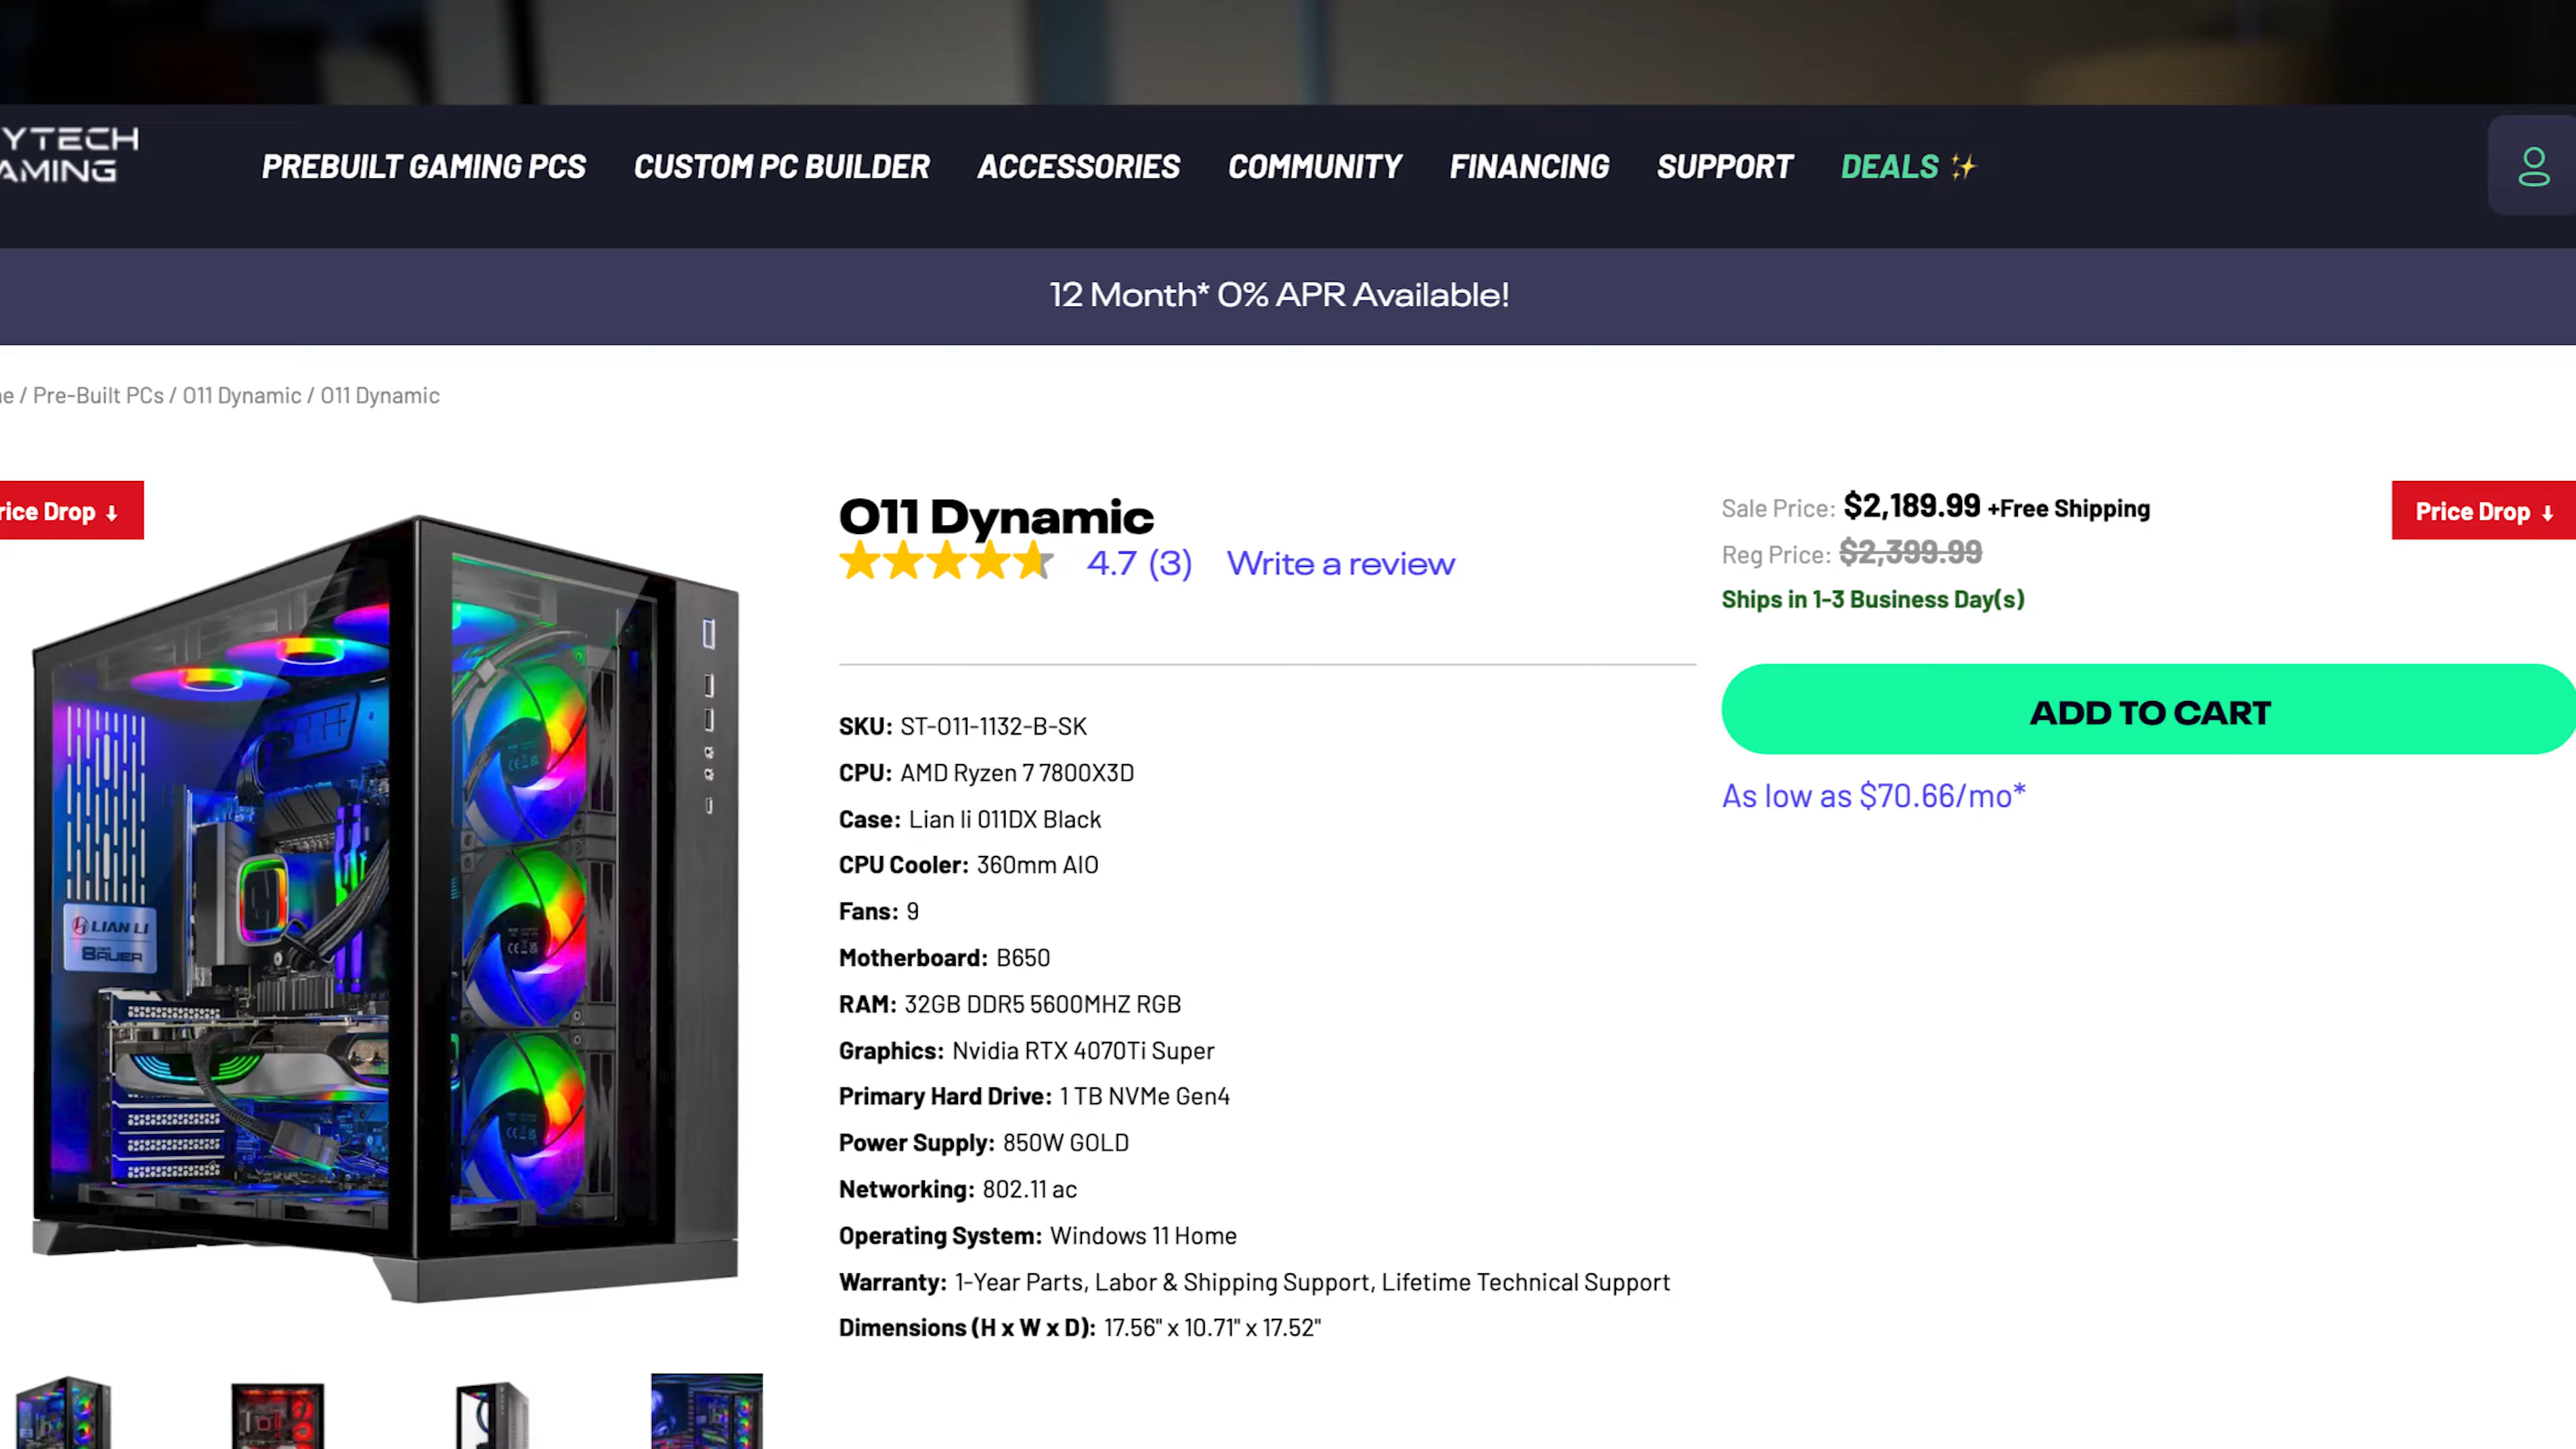 YTECH
AMING
PREBUILT GAMING PCS CUSTOM PC BUILDER ACCESSORIES COMMUNITY FINANCING SUPPORT DEALS ✨
12 Month* 0% APR Available!
e / Pre-Built PCs / O11 Dynamic / O11 Dynamic
rice Drop ↓
LIAN LI
O11 Dynamic
4.7 (3) Write a review
SKU: ST-O11-1132-B-SK
CPU: AMD Ryzen 7 7800X3D
Case: Lian li 011DX Black
CPU Cooler: 360mm AIO
Fans: 9
Motherboard: B650
RAM: 32GB DDR5 5600MHZ RGB
Graphics: Nvidia RTX 4070Ti Super
Primary Hard Drive: 1 TB NVMe Gen4
Power Supply: 850W GOLD
Networking: 802.11 ac
Operating System: Windows 11 Home
Warranty: 1-Year Parts, Labor & Shipping Support, Lifetime Technical Support
Dimensions (H x W x D): 17.56" x 10.71" x 17.52"
Sale Price: $2,189.99 +Free Shipping
Reg Price: $2,399.99
Ships in 1-3 Business Day(s)
Price Drop ↓
ADD TO CART
As low as $70.66/mo*